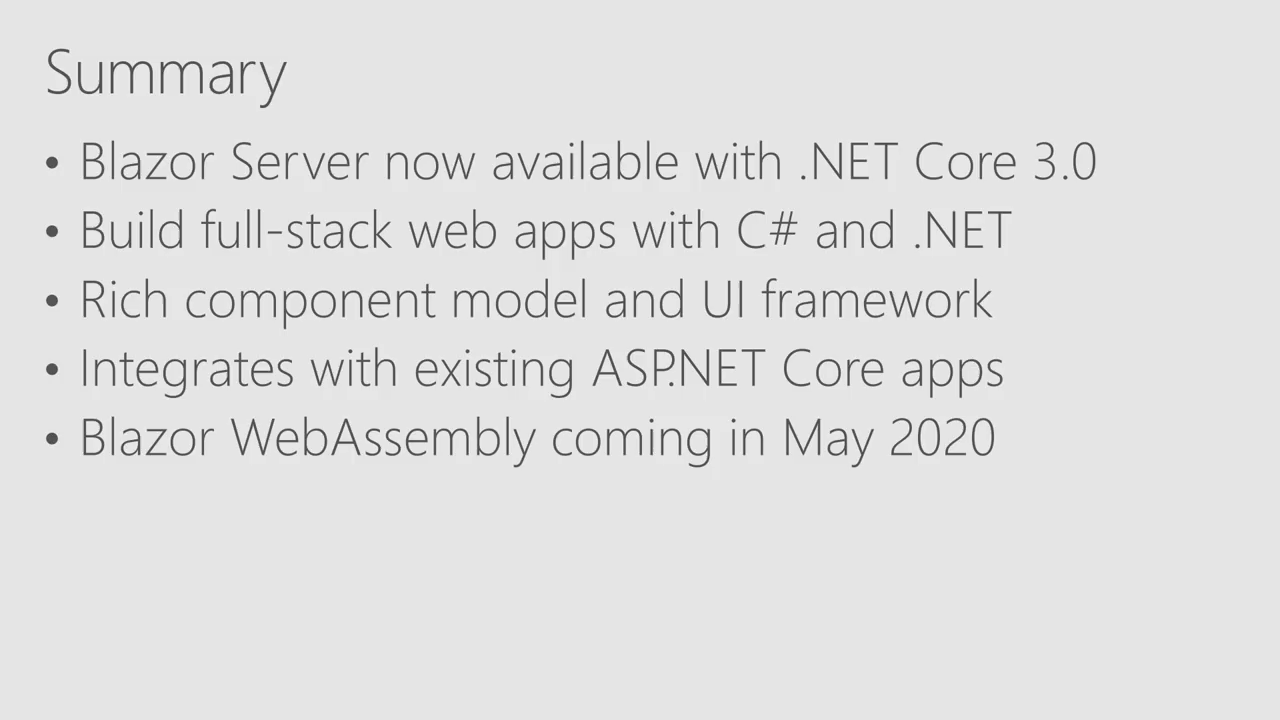 Summary
• Blazor Server now available with .NET Core 3.0
• Build full-stack web apps with C# and .NET
• Rich component model and UI framework
• Integrates with existing ASP.NET Core apps
• Blazor WebAssembly coming in May 2020